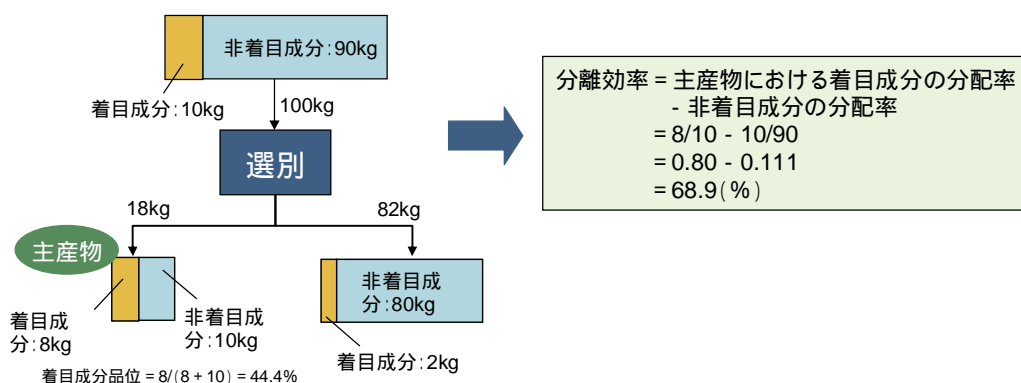 非着目成分:90kg
着目成分:10kg
100kg
選別
18kg
82kg
主産物
着目成
分:8kg
非着目成
分:10kg
非着目成
分:80kg
着目成分:2kg
着目成分品位 = 8/(8 + 10) = 44.4%
分離効率 = 主産物における着目成分の分配率
- 非着目成分の分配率
= 8/10 - 10/90
= 0.80 - 0.111
= 68.9(%)